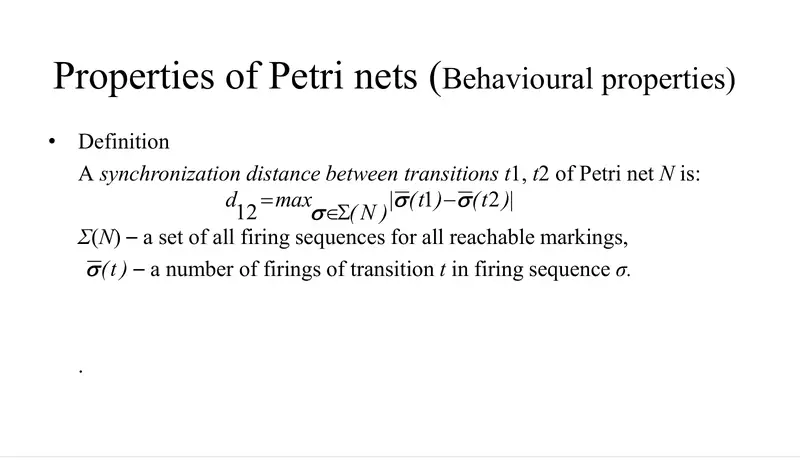 Properties of Petri nets (Behavioural properties)
• Definition
A synchronization distance between transitions t1, t2 of Petri net N is:
d₁₂=max_{σ∈Σ(N)}|σ̅(t1)−σ̅(t2)|
Σ(N) – a set of all firing sequences for all reachable markings,
σ̅(t) – a number of firings of transition t in firing sequence σ.
.